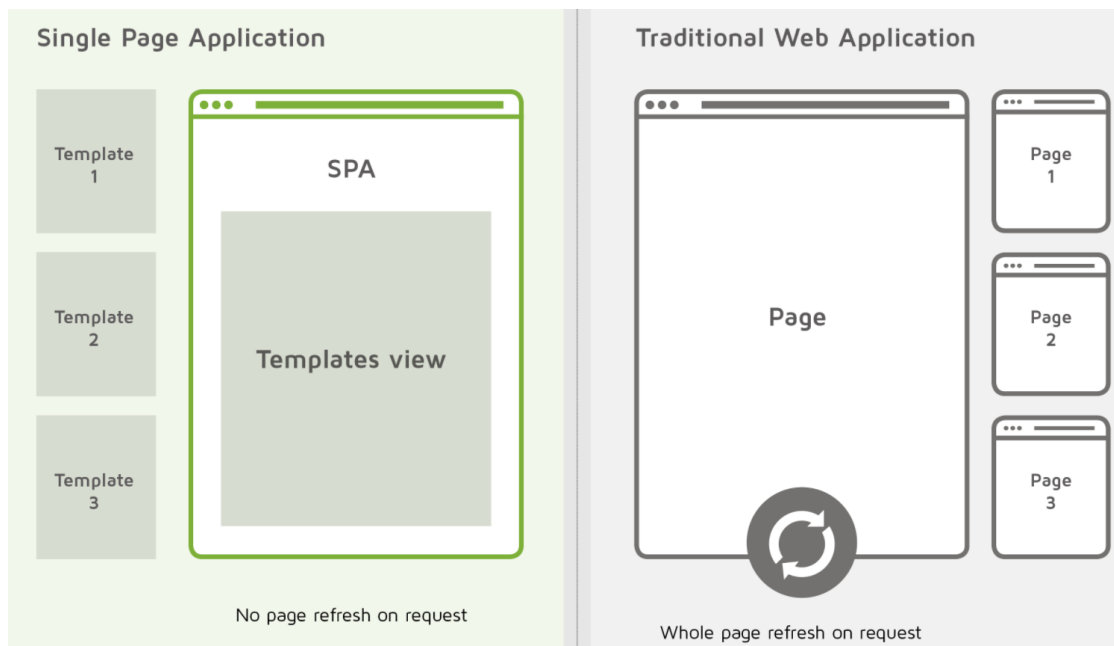 Single Page Application
Template
1
Template
2
Template
3
SPA
Templates view
No page refresh on request
Traditional Web Application
Page
Page
1
Page
2
Page
3
Whole page refresh on request